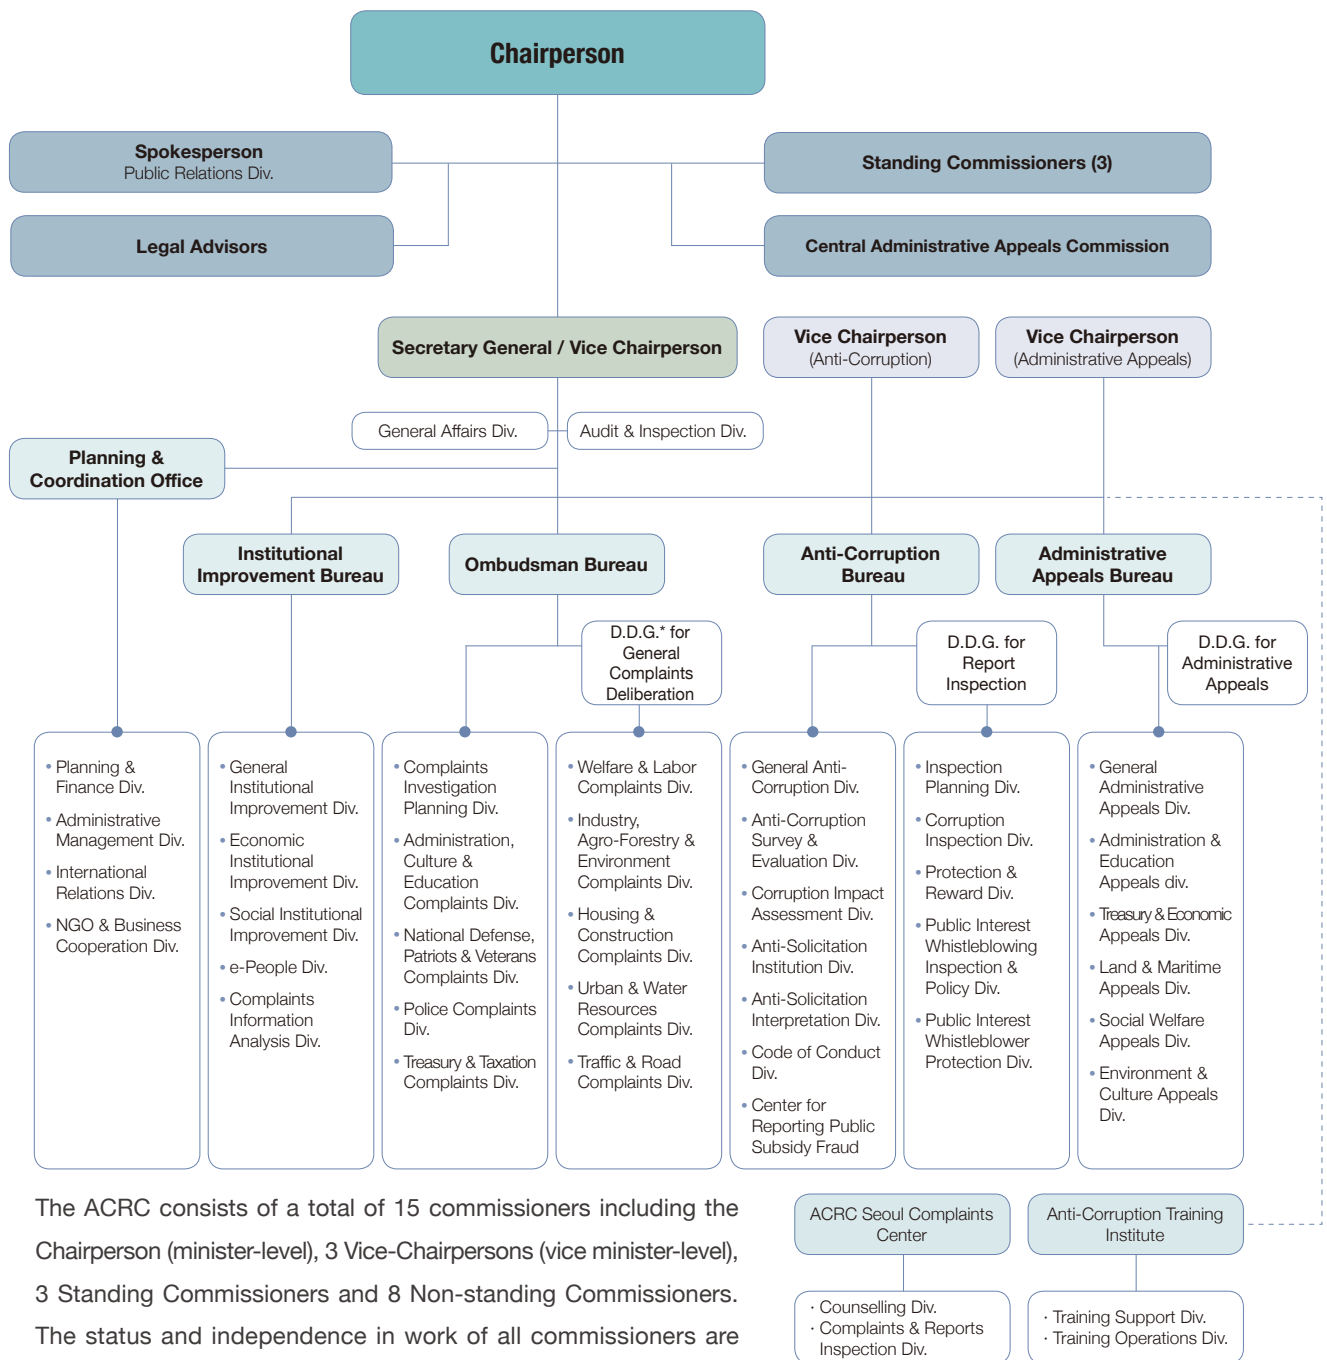 Chairperson
Spokesperson
Public Relations Div.
Standing Commissioners (3)
Legal Advisors
Central Administrative Appeals Commission
Secretary General / Vice Chairperson
Vice Chairperson
(Anti-Corruption)
Vice Chairperson
(Administrative Appeals)
General Affairs Div.
Audit & Inspection Div.
Planning &
Coordination Office
Institutional
Improvement Bureau
Ombudsman Bureau
Anti-Corruption
Bureau
Administrative
Appeals Bureau
D.D.G.* for
General
Complaints
Deliberation
D.D.G. for
Report
Inspection
D.D.G. for
Administrative
Appeals
• Planning &
Finance Div.
• Administrative
Management Div.
• International
Relations Div.
• NGO & Business
Cooperation Div.
• General
Institutional
Improvement Div.
• Economic
Institutional
Improvement Div.
• Social Institutional
Improvement Div.
• e-People Div.
• Complaints
Information
Analysis Div.
• Complaints
Investigation
Planning Div.
• Administration,
Culture &
Education
Complaints Div.
• National Defense,
Patriots & Veterans
Complaints Div.
• Police Complaints
Div.
• Treasury & Taxation
Complaints Div.
• Welfare & Labor
Complaints Div.
• Industry,
Agro-Forestry &
Environment
Complaints Div.
• Housing &
Construction
Complaints Div.
• Urban & Water
Resources
Complaints Div.
• Traffic & Road
Complaints Div.
• General Anti-
Corruption Div.
• Anti-Corruption
Survey &
Evaluation Div.
• Corruption Impact
Assessment Div.
• Anti-Solicitation
Institution Div.
• Anti-Solicitation
Interpretation Div.
• Code of Conduct
Div.
• Center for
Reporting Public
Subsidy Fraud
• Inspection
Planning Div.
• Corruption
Inspection Div.
• Protection &
Reward Div.
• Public Interest
Whistleblowing
Inspection &
Policy Div.
• Public Interest
Whistleblower
Protection Div.
• General
Administrative
Appeals Div.
• Administration &
Education
Appeals div.
• Treasury & Economic
Appeals Div.
• Land & Maritime
Appeals Div.
• Social Welfare
Appeals Div.
• Environment &
Culture Appeals
Div.
The ACRC consists of a total of 15 commissioners including the
Chairperson (minister-level), 3 Vice-Chairpersons (vice minister-level),
3 Standing Commissioners and 8 Non-standing Commissioners.
The status and independence in work of all commissioners are
ACRC Seoul Complaints
Center
Anti-Corruption Training
Institute
· Counselling Div.
· Complaints & Reports
Inspection Div.
· Training Support Div.
· Training Operations Div.